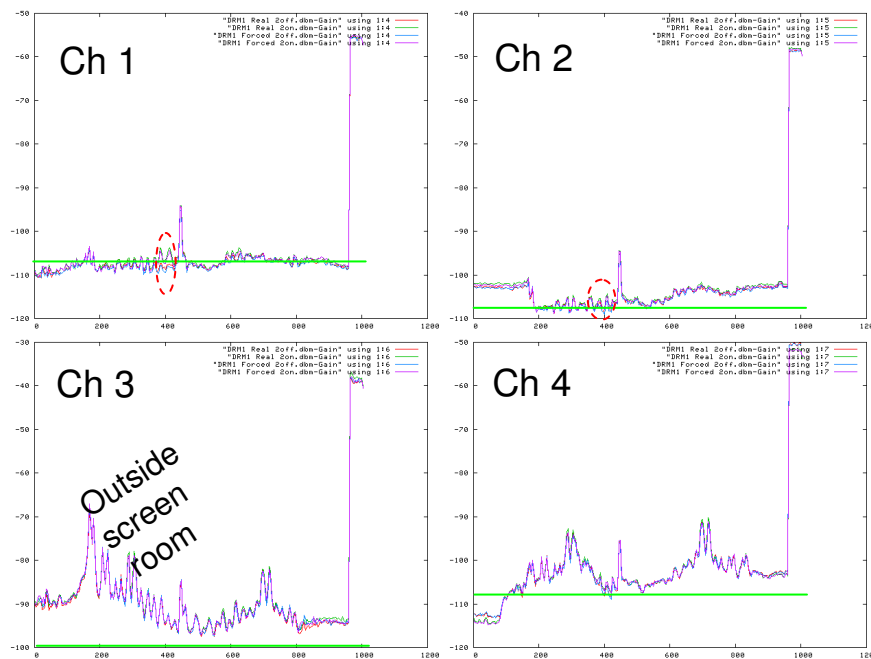 -50
-60
-70
-80
-90
-100
-110
-120
0
200
400
600
800
1000
1200
"DRM1 Real 2off.dbm-Gain" using 1:4
"DRM1 Real 2on.dbm-Gain" using 1:4
"DRM1 Forced 2off.dbm-Gain" using 1:4
"DRM1 Forced 2on.dbm-Gain" using 1:4
Ch 1
-40
-50
-60
-70
-80
-90
-100
-110
0
200
400
600
800
1000
1200
"DRM1 Real 2off.dbm-Gain" using 1:5
"DRM1 Real 2on.dbm-Gain" using 1:5
"DRM1 Forced 2off.dbm-Gain" using 1:5
"DRM1 Forced 2on.dbm-Gain" using 1:5
Ch 2
-30
-40
-50
-60
-70
-80
-90
-100
0
200
400
600
800
1000
1200
"DRM1 Real 2off.dbm-Gain" using 1:6
"DRM1 Real 2on.dbm-Gain" using 1:6
"DRM1 Forced 2off.dbm-Gain" using 1:6
"DRM1 Forced 2on.dbm-Gain" using 1:6
Ch 3
Outside
screen
room
-50
-60
-70
-80
-90
-100
-110
-120
0
200
400
600
800
1000
1200
"DRM1 Real 2off.dbm-Gain" using 1:7
"DRM1 Real 2on.dbm-Gain" using 1:7
"DRM1 Forced 2off.dbm-Gain" using 1:7
"DRM1 Forced 2on.dbm-Gain" using 1:7
Ch 4